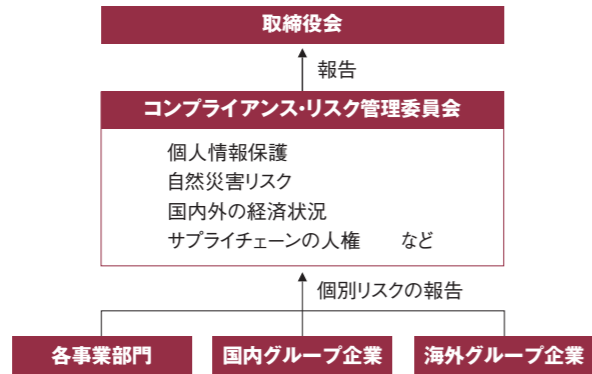 取締役会
報告
コンプライアンス・リスク管理委員会
個人情報保護
自然災害リスク
国内外の経済状況
サプライチェーンの人権　など
個別リスクの報告
各事業部門
国内グループ企業
海外グループ企業